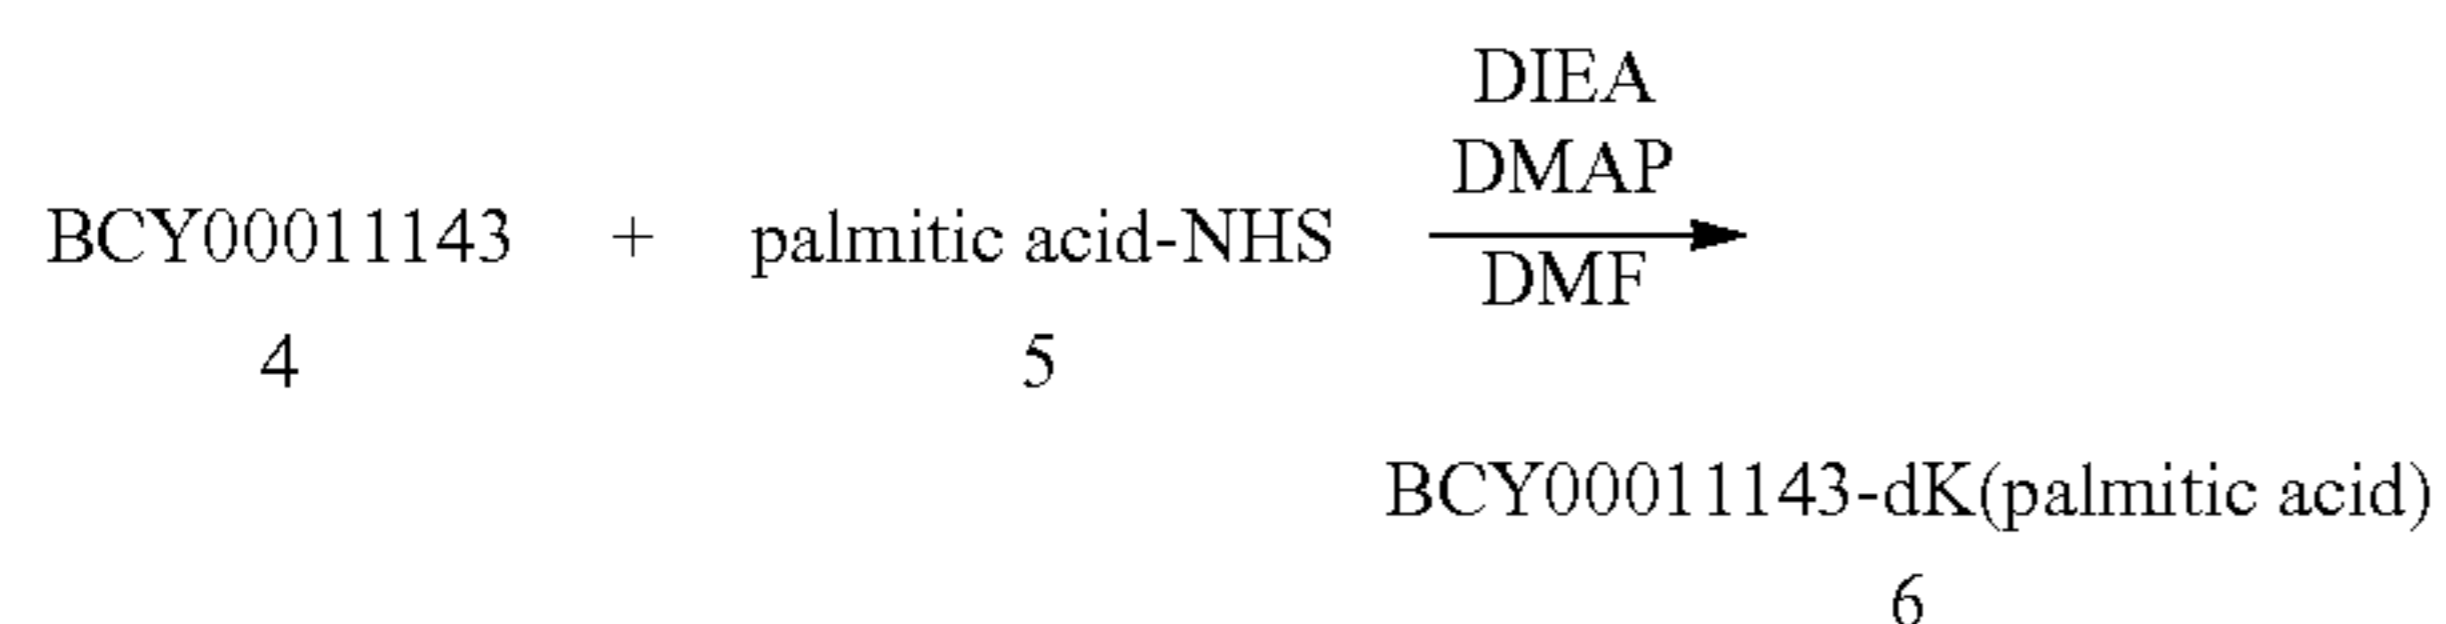 DIEA
DMAP
BCY00011143 + palmitic acid-NHS
DMF
4 5
BCY00011143-dK(palmitic acid)
6